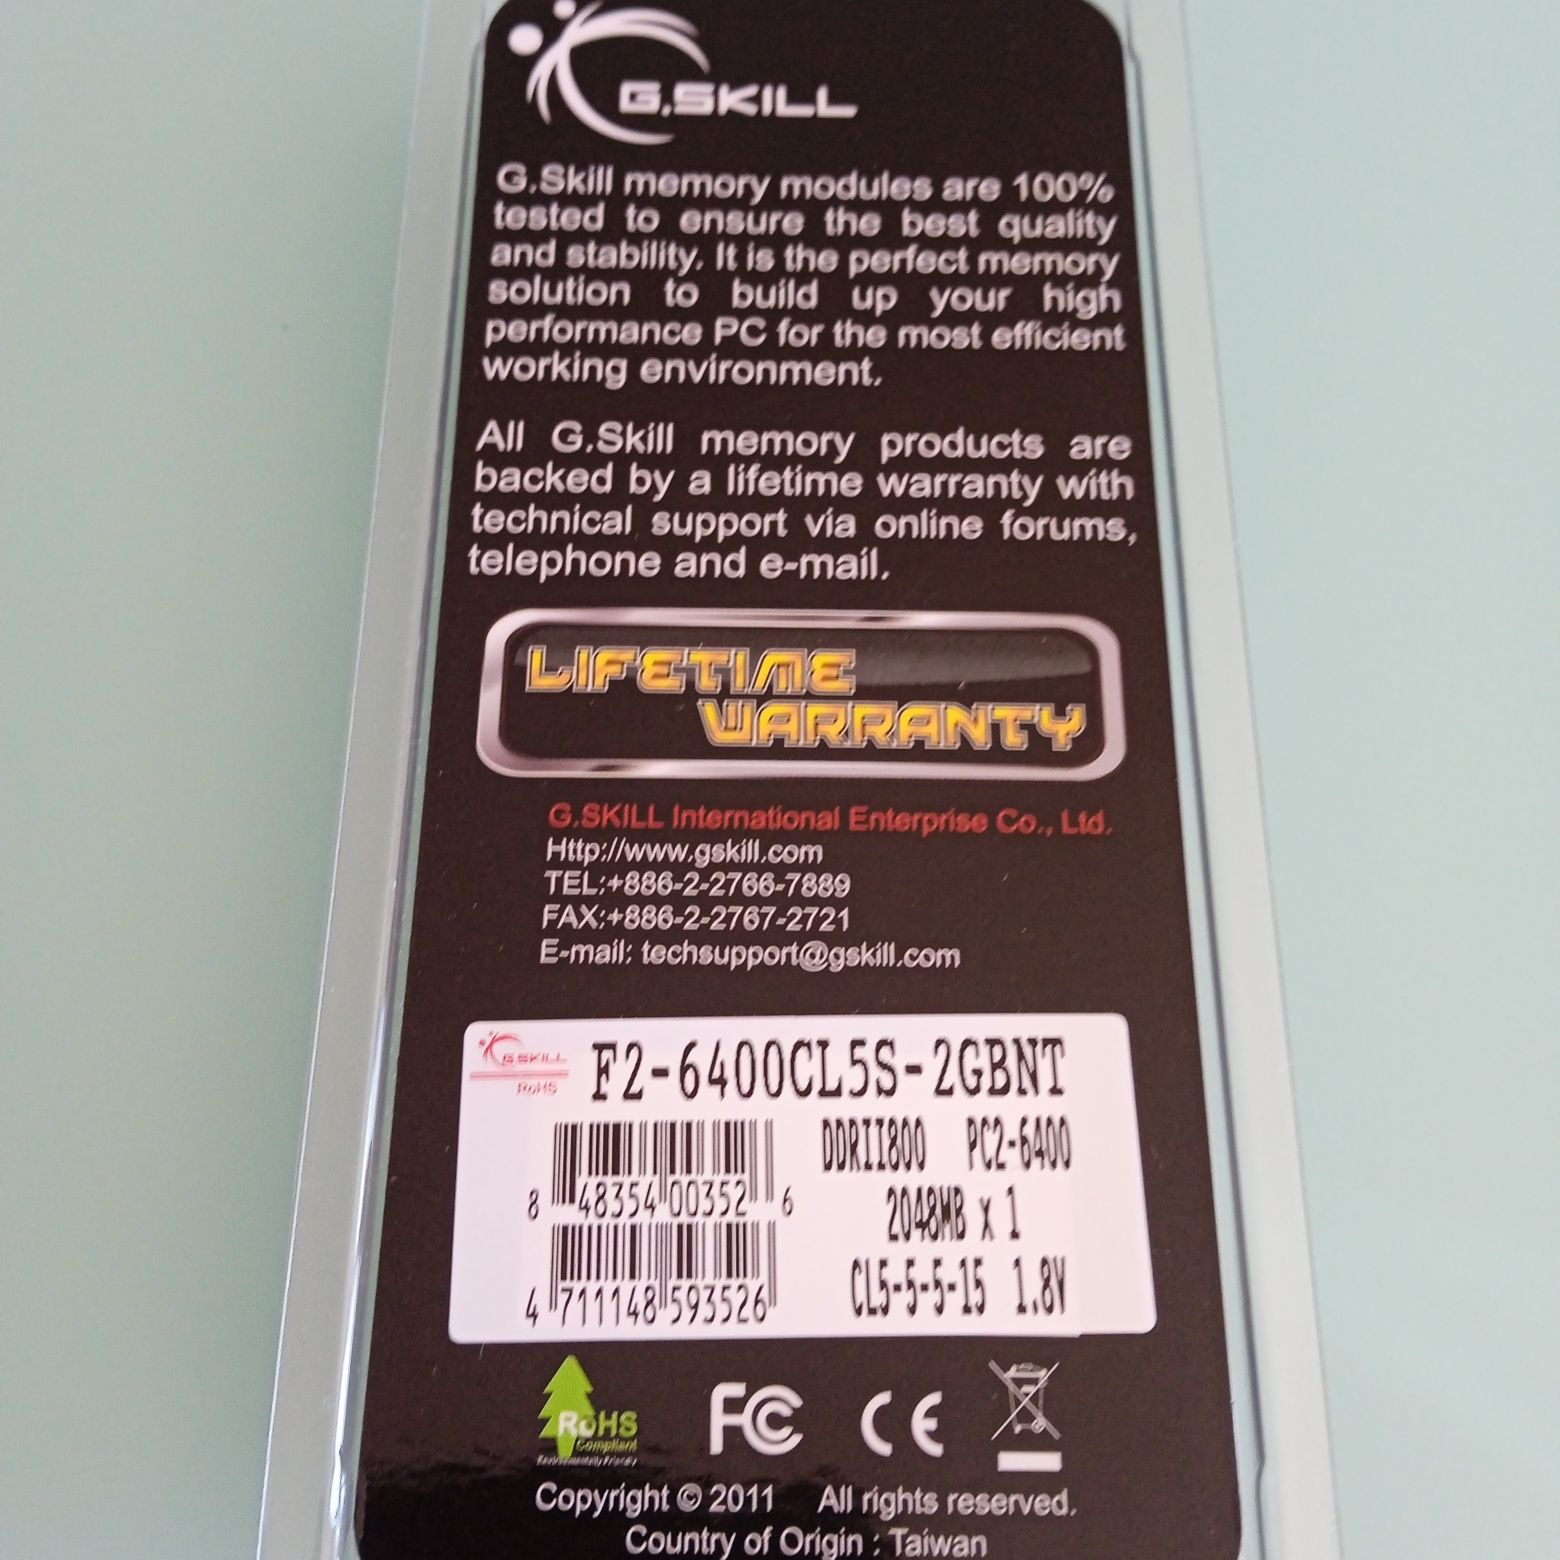 G.SKILL
G.Skill memory modules are 100%
tested to ensure the best quality
and stability. It is the perfect memory
solution to build up your high
performance PC for the most efficient
working environment.
All G.Skill memory products are
backed by a lifetime warranty with
technical support via online forums,
telephone and e-mail.
LIFETIME
WARRANTY
G.SKILL International Enterprise Co., Ltd.
Http://www.gskill.com
TEL:+886-2-2766-7889
FAX:+886-2-2767-2721
E-mail: techsupport@gskill.com
G.SKILL
RoHS
F2-6400CL5S-2GBNT
DDRII800 PC2-6400
8 48354 00352 6
2048MB x 1
4 711148 593526
CL5-5-5-15 1.8V
RoHS
Compliant
Environmentally Friendly
FC CE
Copyright © 2011 All rights reserved.
Country of Origin : Taiwan